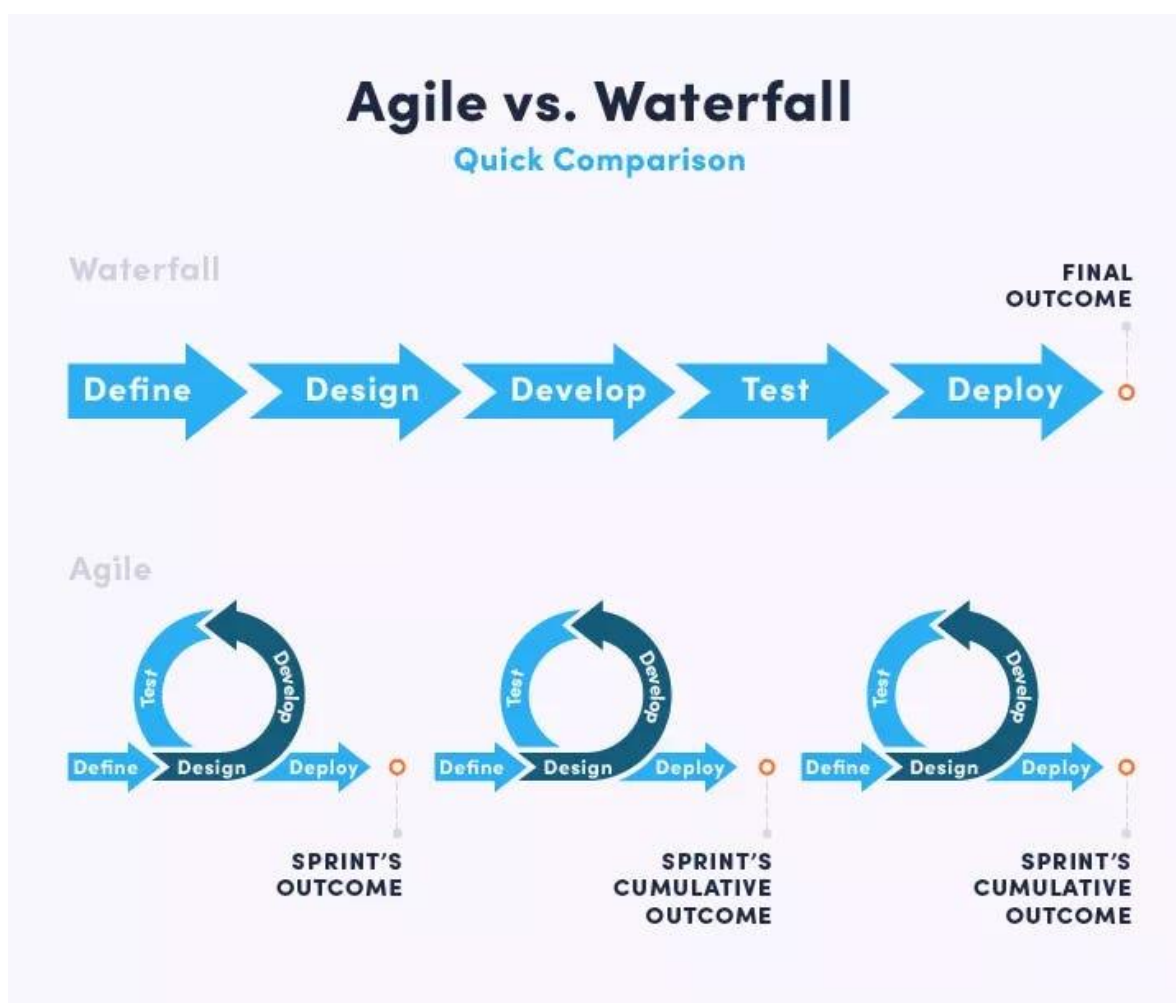 Agile vs. Waterfall
Quick Comparison
Waterfall
FINAL
OUTCOME
Define
Design
Develop
Test
Deploy
Agile
Test
Develop
Define
Design
Deploy
SPRINT'S
OUTCOME
Test
Develop
Define
Design
Deploy
SPRINT'S
CUMULATIVE
OUTCOME
Test
Develop
Define
Design
Deploy
SPRINT'S
CUMULATIVE
OUTCOME